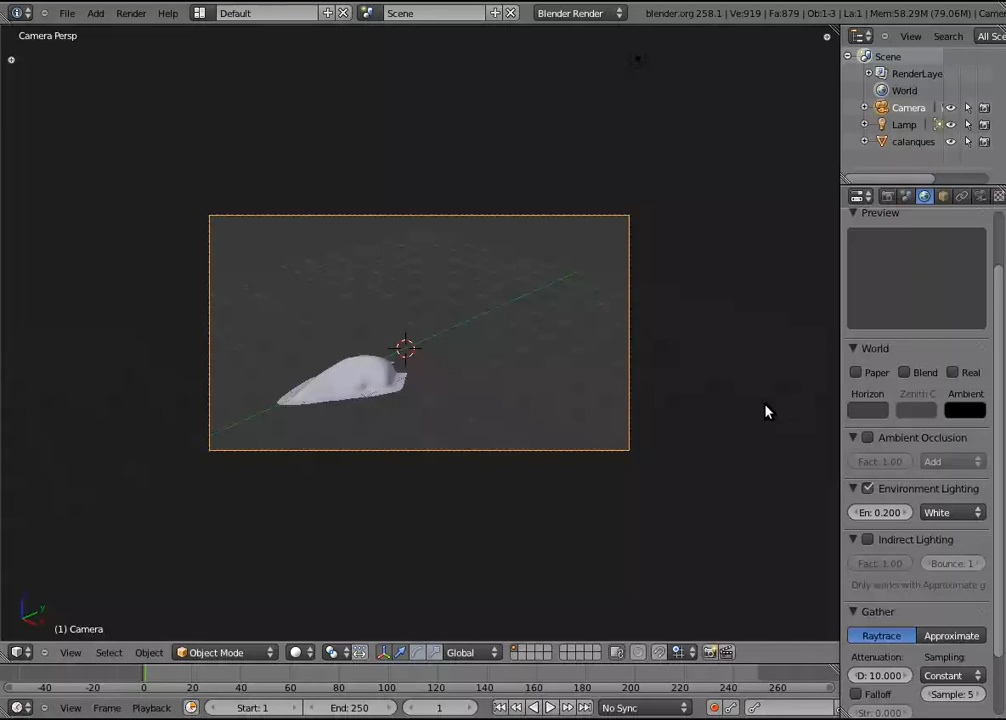 File Add Render Help Default Scene Blender Render blender.org 258.1 | Ve:919 | Fa:879 | Ob:1-3 | La:1 | Mem:58.29M (79.06M) | Camera
Camera Persp
View Search All Sce
Scene
RenderLaye
World
Camera
Lamp
calanques
Preview
World
Paper Blend Real
Horizon Zenith C Ambient
Ambient Occlusion
Fact: 1.00 Add
Environment Lighting
En: 0.200 White
Indirect Lighting
Fact: 1.00 Bounce: 1
Only works with Approximate g
Gather
Raytrace Approximate
Attenuation: Sampling:
D: 10.000 Constant
Falloff Sample: 5
Str: 0.000
(1) Camera
View Select Object Object Mode Global
-40 -20 0 20 40 60 80 100 120 140 160 180 200 220 240 260
View Frame Playback Start: 1 End: 250 1 No Sync